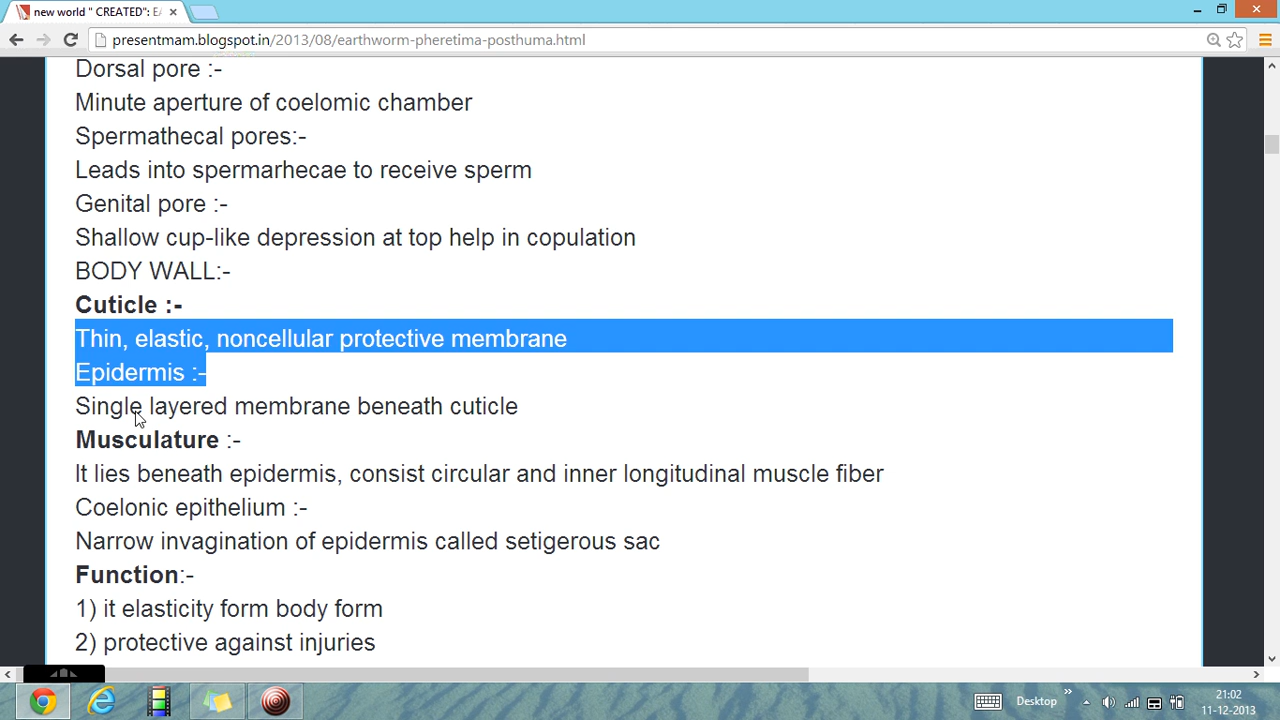 new world " CREATED": EA
presentmam.blogspot.in/2013/08/earthworm-pheretima-posthuma.html
Dorsal pore :-
Minute aperture of coelomic chamber
Spermathecal pores:-
Leads into spermarhecae to receive sperm
Genital pore :-
Shallow cup-like depression at top help in copulation
BODY WALL:-
Cuticle :-
Thin, elastic, noncellular protective membrane
Epidermis :-
Single layered membrane beneath cuticle
Musculature :-
It lies beneath epidermis, consist circular and inner longitudinal muscle fiber
Coelonic epithelium :-
Narrow invagination of epidermis called setigerous sac
Function:-
1) it elasticity form body form
2) protective against injuries
Desktop
21:02
11-12-2013